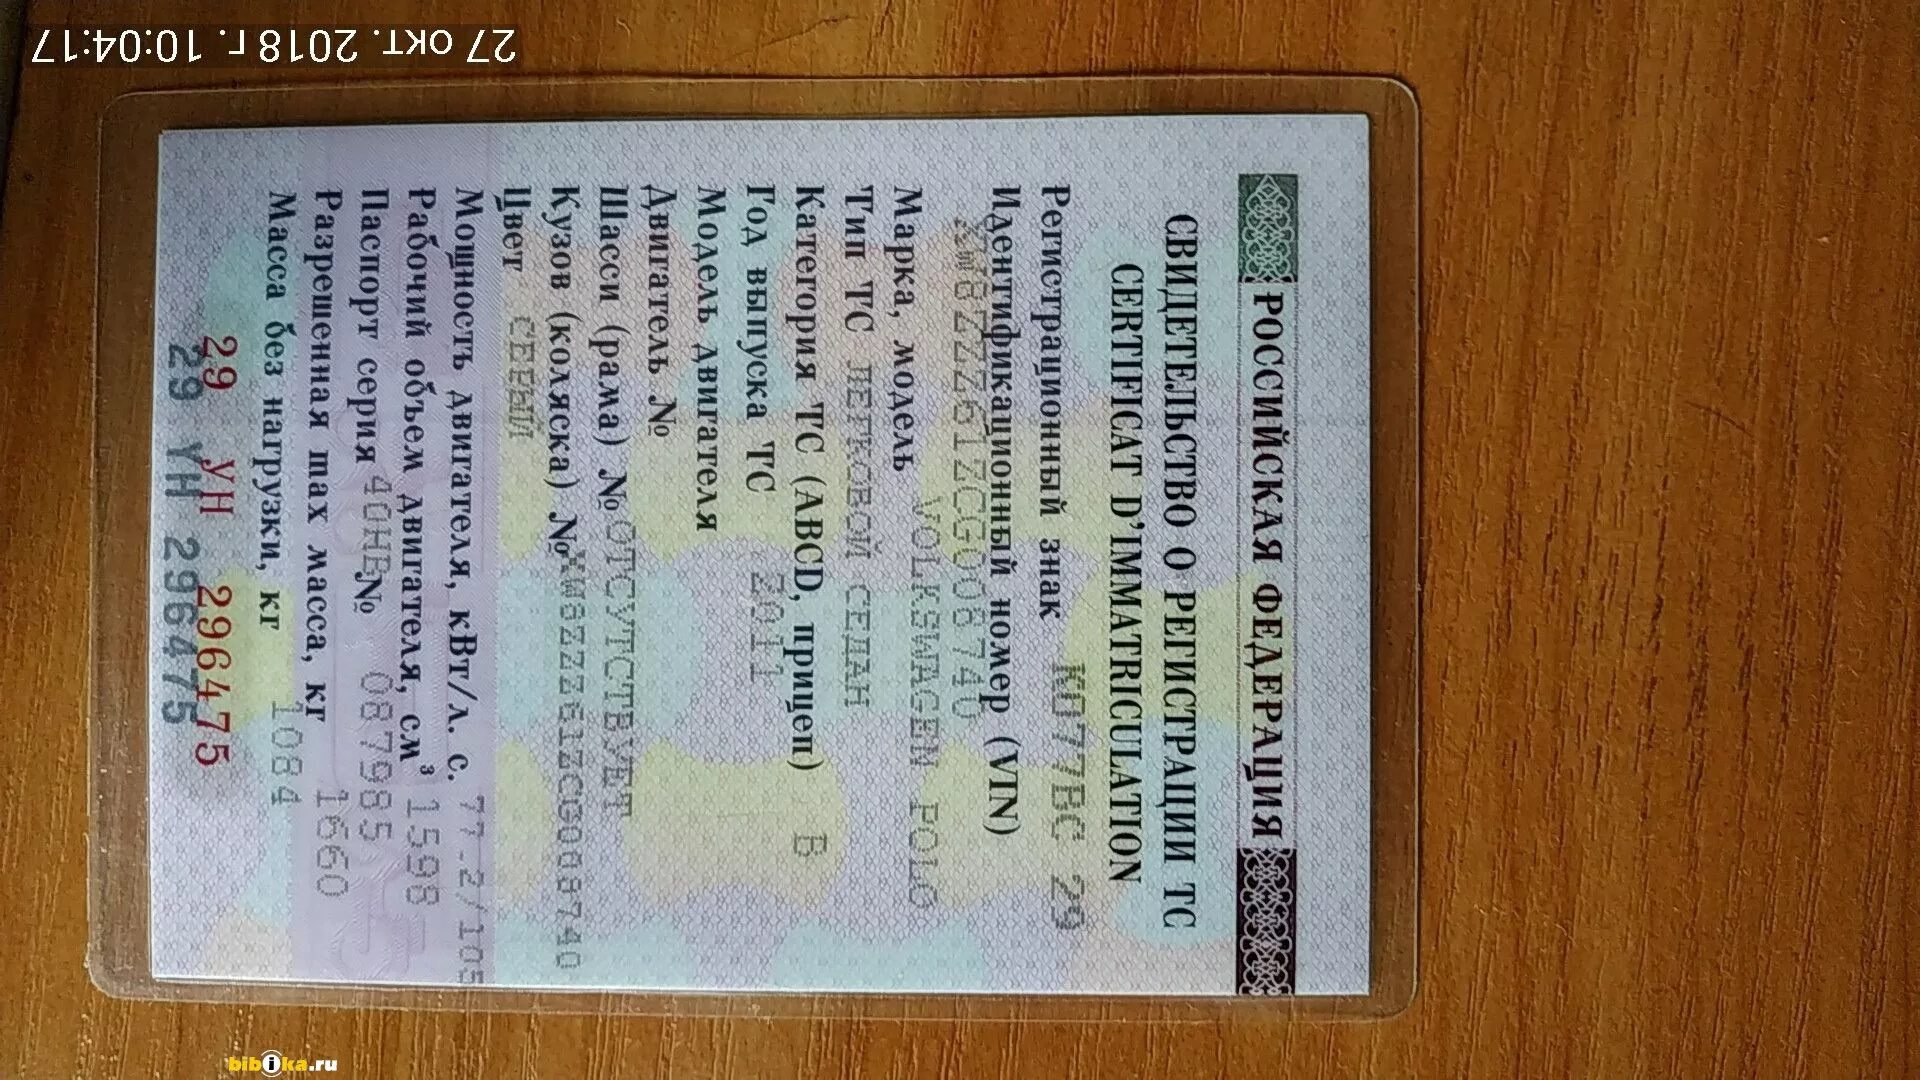 27 окт. 2018 г. 10:04:17
РОССИЙСКАЯ ФЕДЕРАЦИЯ
СВИДЕТЕЛЬСТВО О РЕГИСТРАЦИИ ТС
CERTIFICAT D'IMMATRICULATION
Регистрационный знак К077ВС 29
Идентификационный номер (VIN)
XW8ZZZ61ZCG008740
Марка, модель
VOLKSWAGEN POLO
Тип ТС ЛЕГКОВОЙ СЕДАН
Категория ТС (ABCD, прицеп) В
Год выпуска ТС 2011
Модель двигателя
Двигатель №
Шасси (рама) № ОТСУТСТВУЕТ
Кузов (коляска) № XW8ZZZ61ZCG008740
Цвет СЕРЫЙ
Мощность двигателя, кВт/л. с. 77.2/105
Рабочий объем двигателя, см³ 1598
Паспорт серия 40НЕ № 087985
Разрешенная max масса, кг 1660
Масса без нагрузки, кг 1084
29 УН 296475
29 УН 296475
bibika.ru